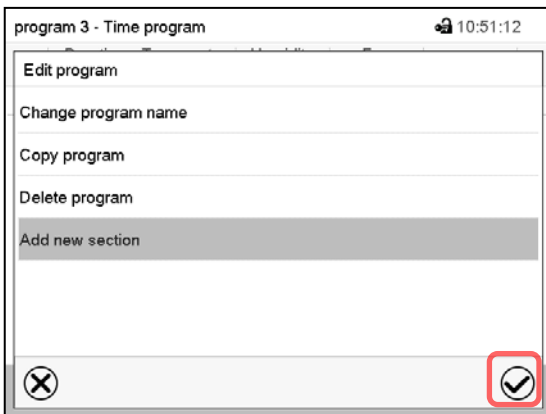 program 3 - Time program 10:51:12
Edit program
Change program name
Copy program
Delete program
Add new section